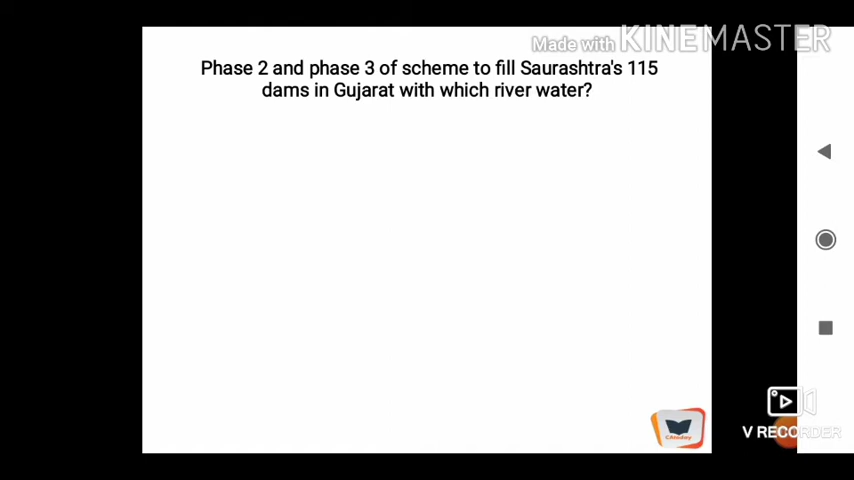 Made with KINEMASTER
Phase 2 and phase 3 of scheme to fill Saurashtra's 115
dams in Gujarat with which river water?
CAtoday
V RECORDER